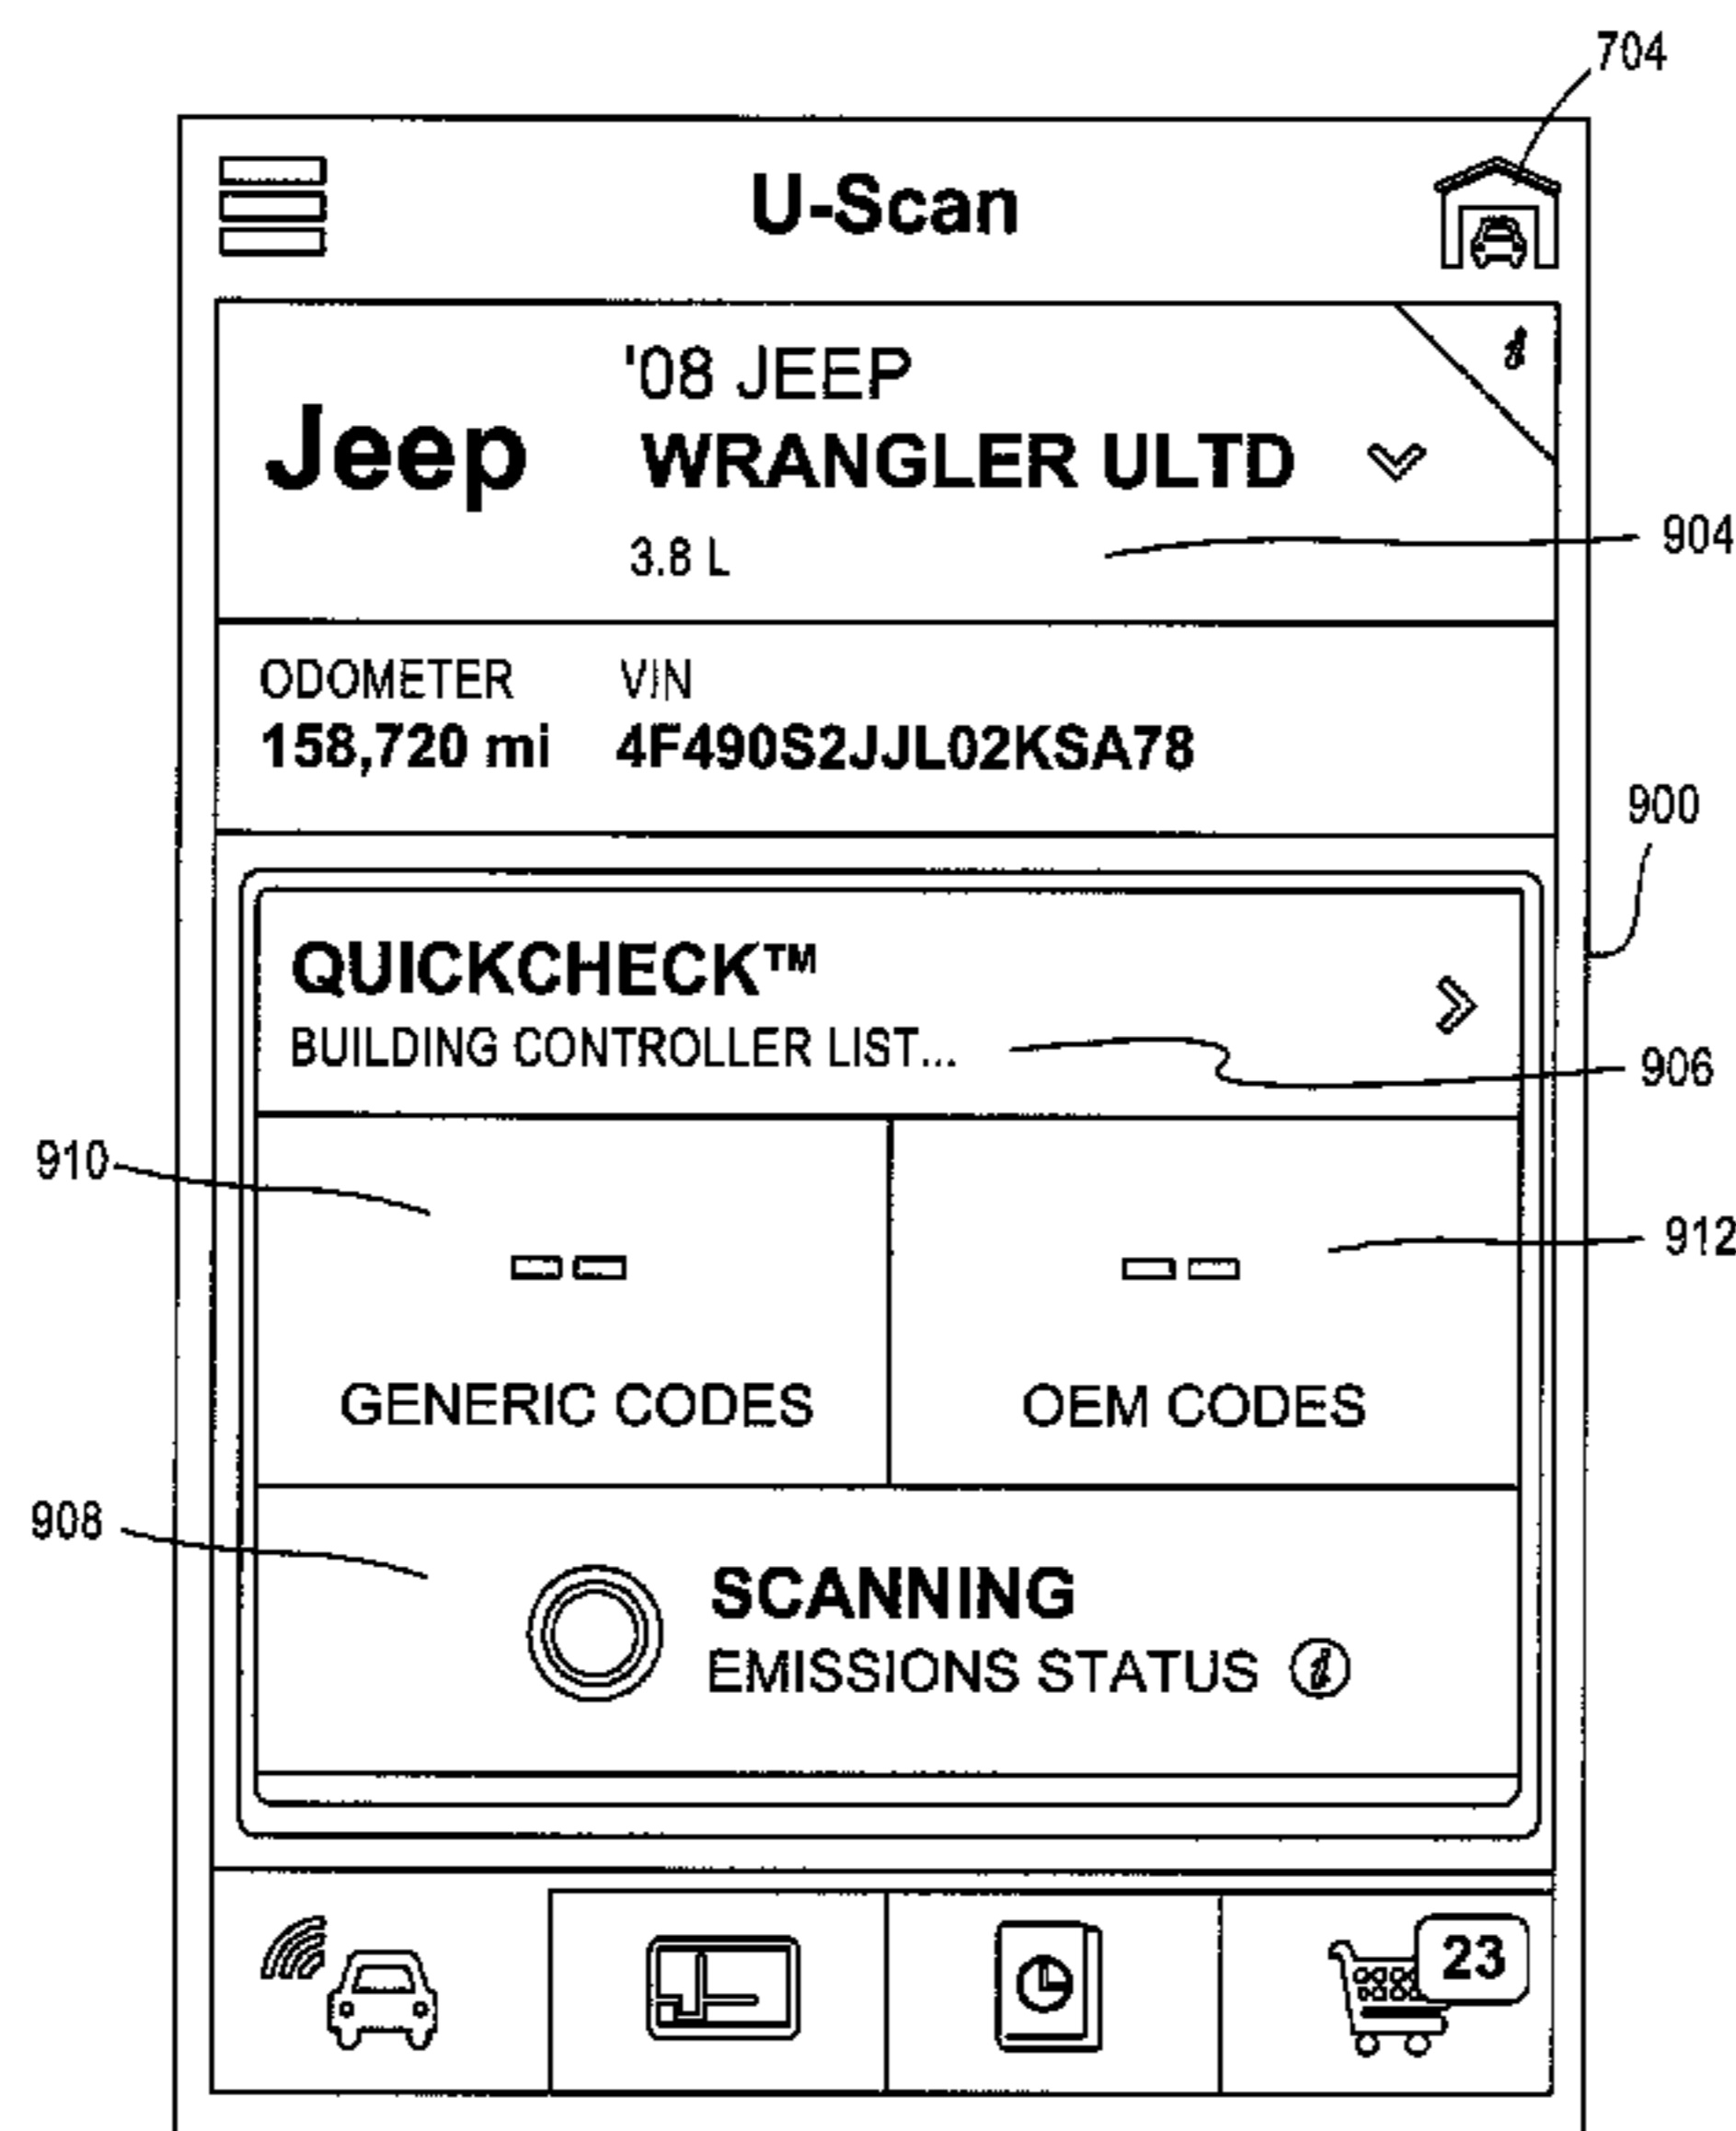 704
U-Scan
'08 JEEP
Jeep
WRANGLER ULTD
3.8 L
904
ODOMETER VIN
158,720 mi 4F490S2JJL02KSA78
900
QUICKCHECK™
BUILDING CONTROLLER LIST...
906
910
912
-- --
GENERIC CODES OEM CODES
908
SCANNING
EMISSIONS STATUS i
23